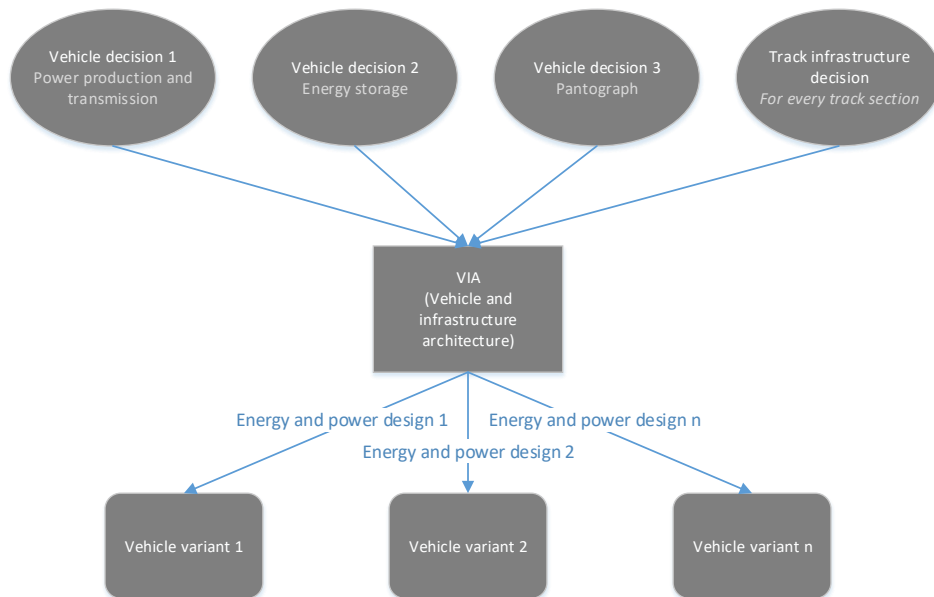 Vehicle decision 1
Power production and
transmission
Vehicle decision 2
Energy storage
Vehicle decision 3
Pantograph
Track infrastructure
decision
For every track section
VIA
(Vehicle and
infrastructure
architecture)
Energy and power design 1
Energy and power design n
Energy and power design 2
Vehicle variant 1
Vehicle variant 2
Vehicle variant n